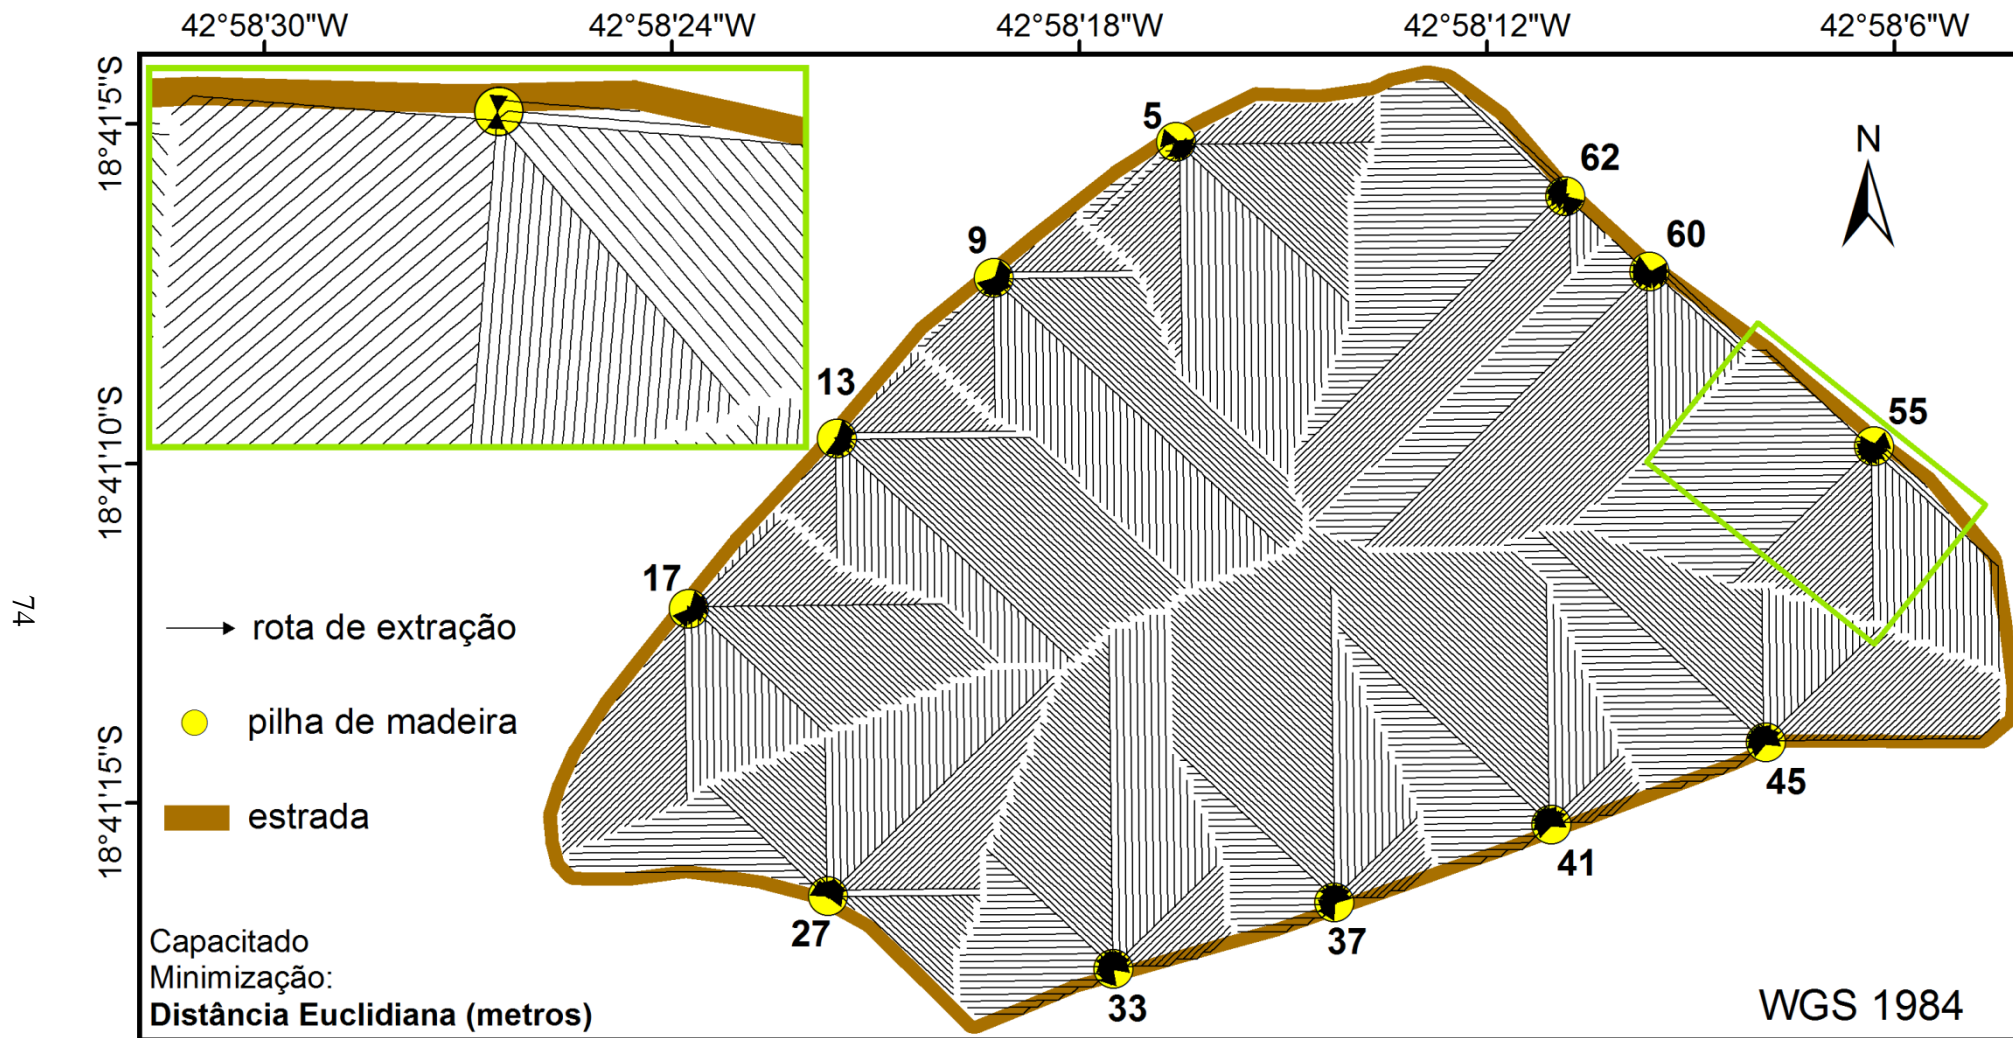 42°58'30"W 42°58'24"W 42°58'18"W 42°58'12"W 42°58'6"W
18°41'5"S
18°41'10"S
18°41'15"S
N
5
62
9
60
13
55
17
45
41
27
37
33
rota de extração
pilha de madeira
estrada
Capacitado
Minimização:
Distância Euclidiana (metros)
WGS 1984
74